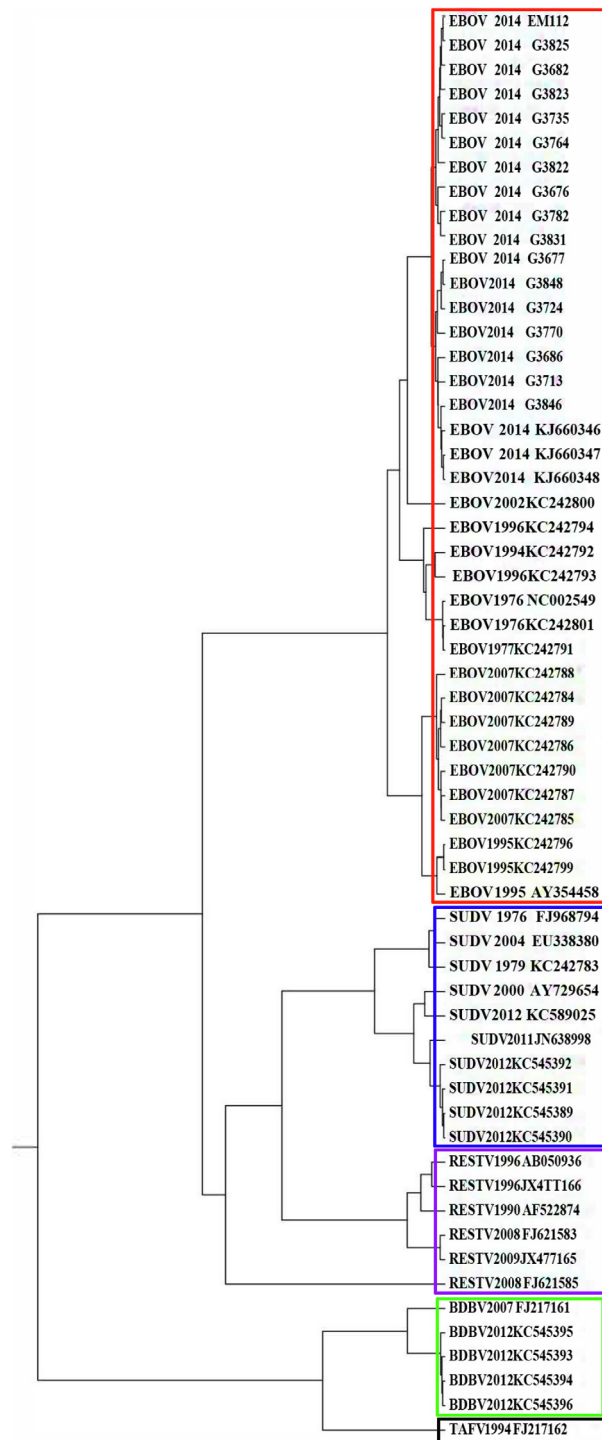 EBOV 2014 EM112
EBOV 2014 G3825
EBOV 2014 G3682
EBOV 2014 G3823
EBOV 2014 G3735
EBOV 2014 G3764
EBOV 2014 G3822
EBOV 2014 G3676
EBOV 2014 G3782
EBOV 2014 G3831
EBOV 2014 G3677
EBOV2014 G3848
EBOV2014 G3724
EBOV2014 G3770
EBOV2014 G3686
EBOV2014 G3713
EBOV2014 G3846
EBOV 2014 KJ660346
EBOV 2014 KJ660347
EBOV2014 KJ660348
EBOV2002KC242800
EBOV1996KC242794
EBOV1994KC242792
EBOV1996KC242793
EBOV1976 NC002549
EBOV1976KC242801
EBOV1977KC242791
EBOV2007KC242788
EBOV2007KC242784
EBOV2007KC242789
EBOV2007KC242786
EBOV2007KC242790
EBOV2007KC242787
EBOV2007KC242785
EBOV1995KC242796
EBOV1995KC242799
EBOV1995 AY354458
SUDV 1976 FJ968794
SUDV 2004 EU338380
SUDV 1979 KC242783
SUDV 2000 AY729654
SUDV2012 KC589025
SUDV2011JN638998
SUDV2012KC545392
SUDV2012KC545391
SUDV2012KC545389
SUDV2012KC545390
RESTV1996AB050936
RESTV1996JX4TT166
RESTV1990AF522874
RESTV2008FJ621583
RESTV2009JX477165
RESTV2008FJ621585
BDBV2007FJ217161
BDBV2012KC545395
BDBV2012KC545393
BDBV2012KC545394
BDBV2012KC545396
TAFV1994FJ217162